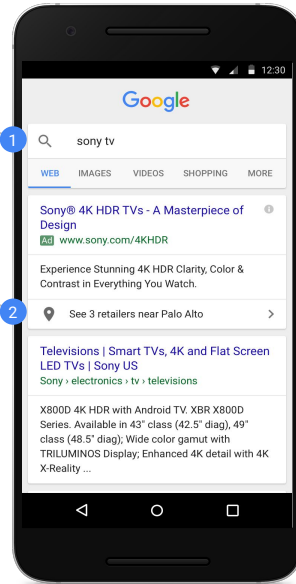 12:30
Google
1
sony tv
WEB IMAGES VIDEOS SHOPPING MORE
Sony® 4K HDR TVs - A Masterpiece of
Design
Ad www.sony.com/4KHDR
Experience Stunning 4K HDR Clarity, Color &
Contrast in Everything You Watch.
2
See 3 retailers near Palo Alto
Televisions | Smart TVs, 4K and Flat Screen
LED TVs | Sony US
Sony › electronics › tv › televisions
X800D 4K HDR with Android TV. XBR X800D
Series. Available in 43" class (42.5" diag), 49"
class (48.5" diag); Wide color gamut with
TRILUMINOS Display; Enhanced 4K detail with 4K
X-Reality ...